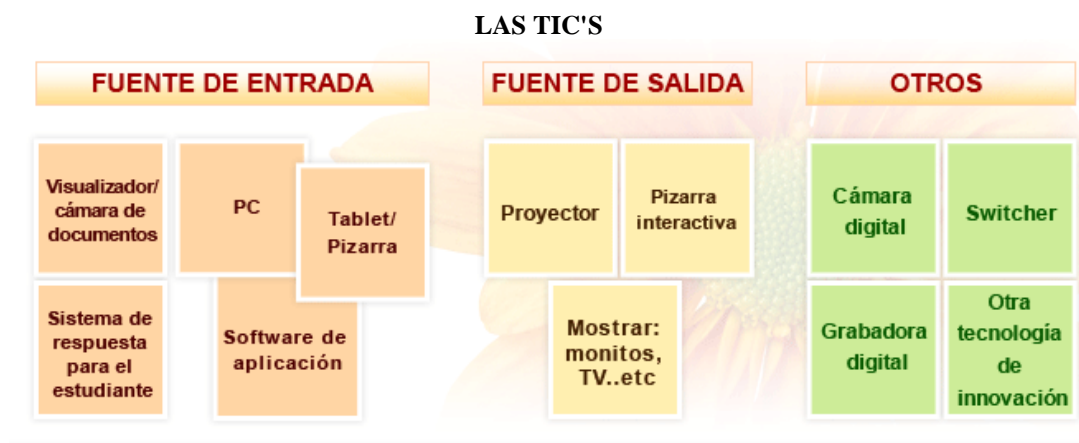 LAS TIC'S
FUENTE DE ENTRADA
FUENTE DE SALIDA
OTROS
Visualizador/
cámara de
documentos
PC
Tablet/
Pizarra
Sistema de
respuesta
para el
estudiante
Software de
aplicación
Proyector
Pizarra
interactiva
Mostrar:
monitos,
TV..etc
Cámara
digital
Switcher
Grabadora
digital
Otra
tecnología
de
innovación